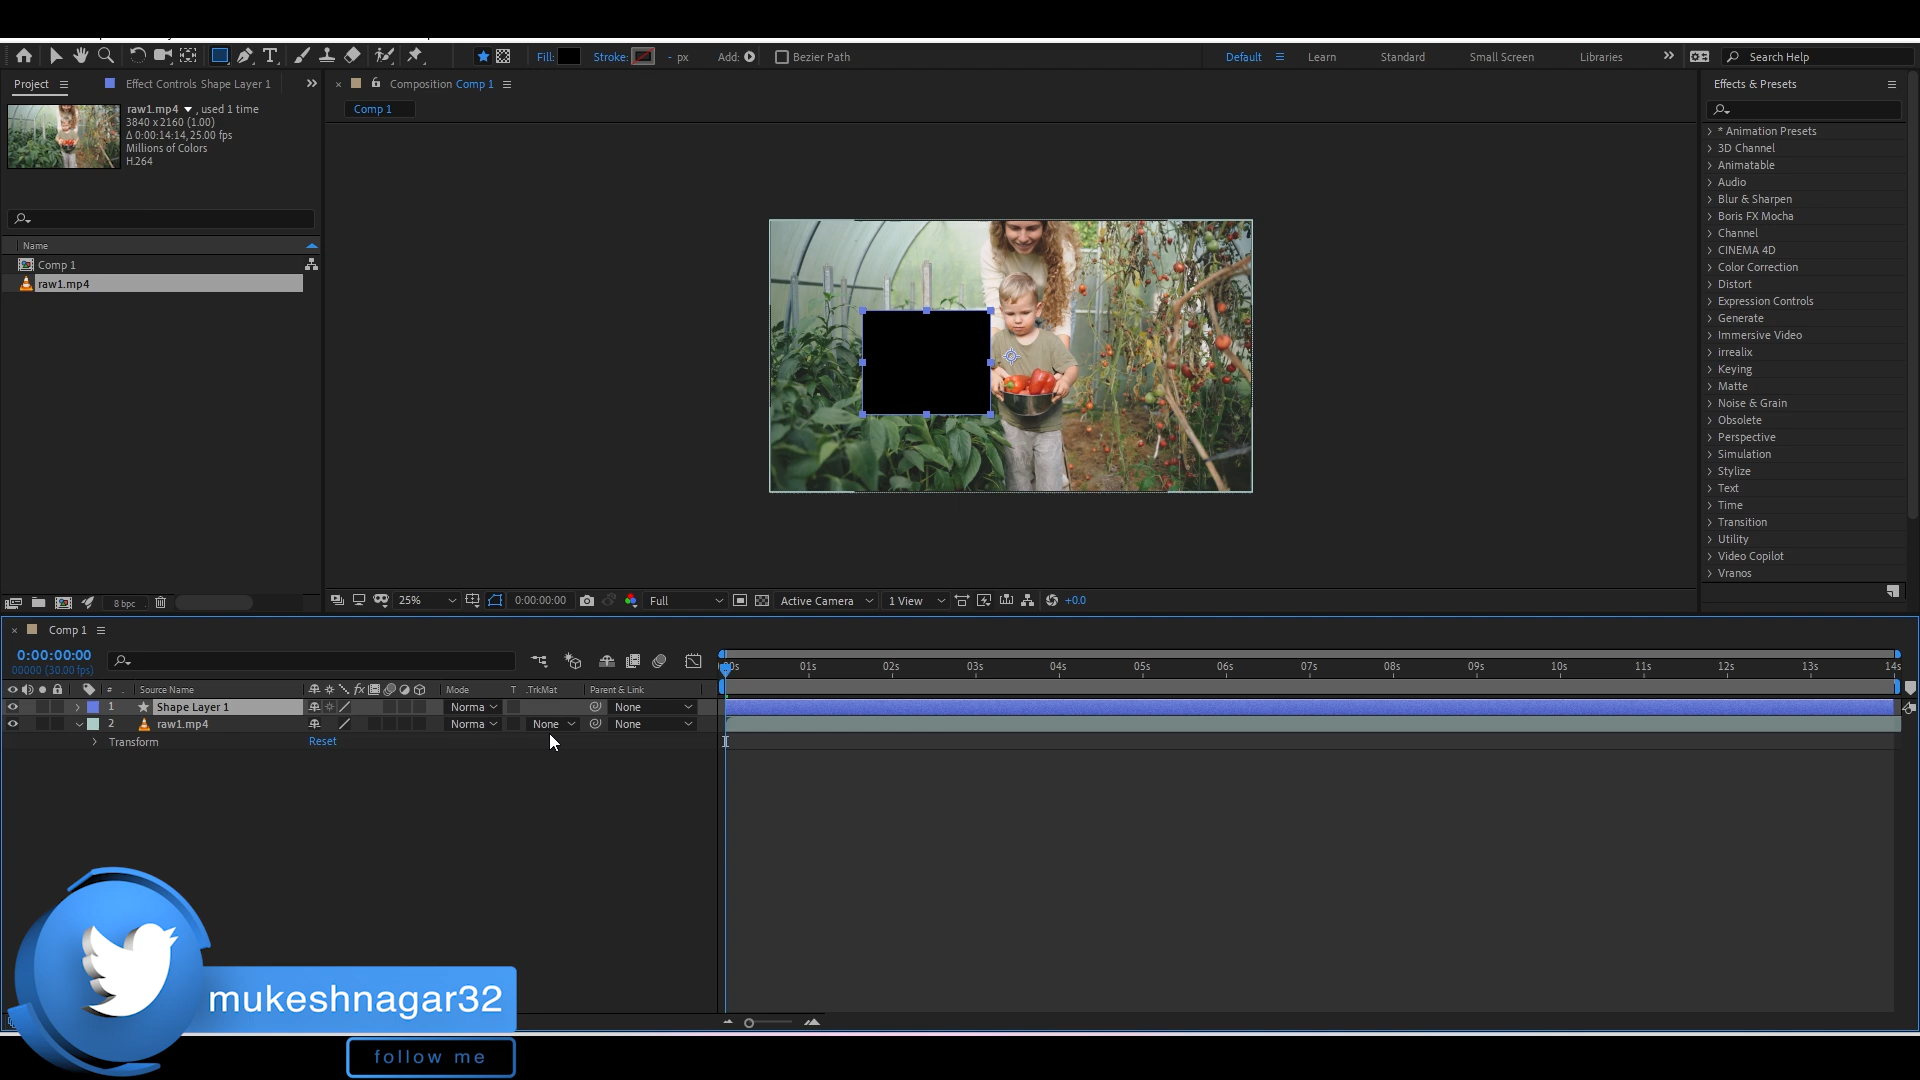 Fill:
Stroke:
- px
Add:
Bezier Path
Default
Learn
Standard
Small Screen
Libraries
Search Help
Project
Effect Controls Shape Layer 1
Composition Comp 1
Effects & Presets
raw1.mp4 , used 1 time
3840 x 2160 (1.00)
Δ 0:00:14:14, 25.00 fps
Millions of Colors
H.264
Comp 1
Name
Comp 1
raw1.mp4
* Animation Presets
3D Channel
Animatable
Audio
Blur & Sharpen
Boris FX Mocha
Channel
CINEMA 4D
Color Correction
Distort
Expression Controls
Generate
Immersive Video
irrealix
Keying
Matte
Noise & Grain
Obsolete
Perspective
Simulation
Stylize
Text
Time
Transition
Utility
Video Copilot
Vranos
8 bpc
25%
0:00:00:00
Full
Active Camera
1 View
+0.0
Comp 1
0:00:00:00
00000 (30.00 fps)
:00s 01s 02s 03s 04s 05s 06s 07s 08s 09s 10s 11s 12s 13s 14s
# . Source Name
fx
Mode
T .TrkMat
Parent & Link
1 Shape Layer 1 Norma None
2 raw1.mp4 Norma None None
Transform Reset
mukeshnagar32
follow me